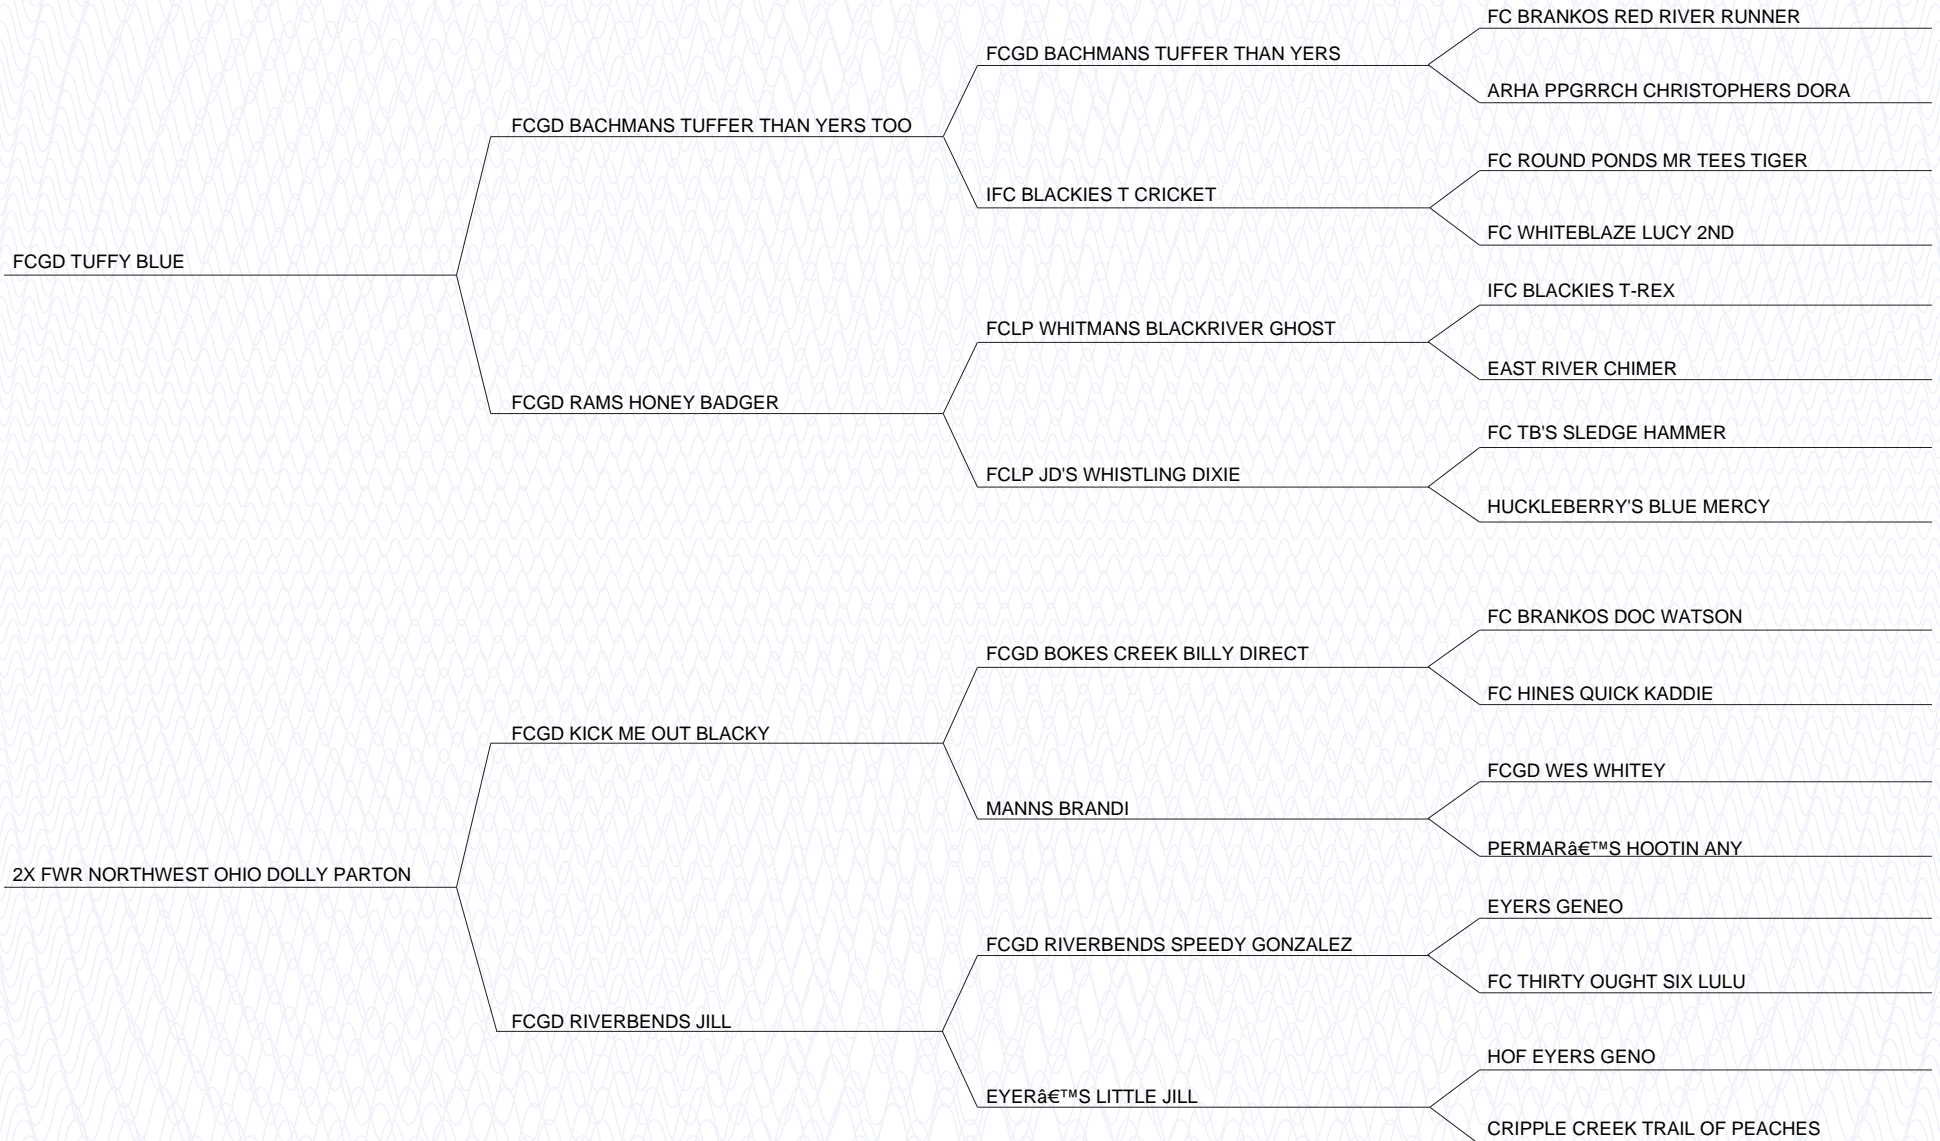 FC BRANKOS RED RIVER RUNNER
FCGD BACHMANS TUFFER THAN YERS
ARHA PPGRRCH CHRISTOPHERS DORA
FCGD BACHMANS TUFFER THAN YERS TOO
FC ROUND PONDS MR TEES TIGER
IFC BLACKIES T CRICKET
FC WHITEBLAZE LUCY 2ND
FCGD TUFFY BLUE
IFC BLACKIES T-REX
FCLP WHITMANS BLACKRIVER GHOST
EAST RIVER CHIMER
FCGD RAMS HONEY BADGER
FC TB'S SLEDGE HAMMER
FCLP JD'S WHISTLING DIXIE
HUCKLEBERRY'S BLUE MERCY
FC BRANKOS DOC WATSON
FCGD BOKES CREEK BILLY DIRECT
FC HINES QUICK KADDIE
FCGD KICK ME OUT BLACKY
FCGD WES WHITEY
MANNS BRANDI
PERMAR’S HOOTIN ANY
2X FWR NORTHWEST OHIO DOLLY PARTON
EYERS GENEO
FCGD RIVERBENDS SPEEDY GONZALEZ
FC THIRTY OUGHT SIX LULU
FCGD RIVERBENDS JILL
HOF EYERS GENO
EYER’S LITTLE JILL
CRIPPLE CREEK TRAIL OF PEACHES